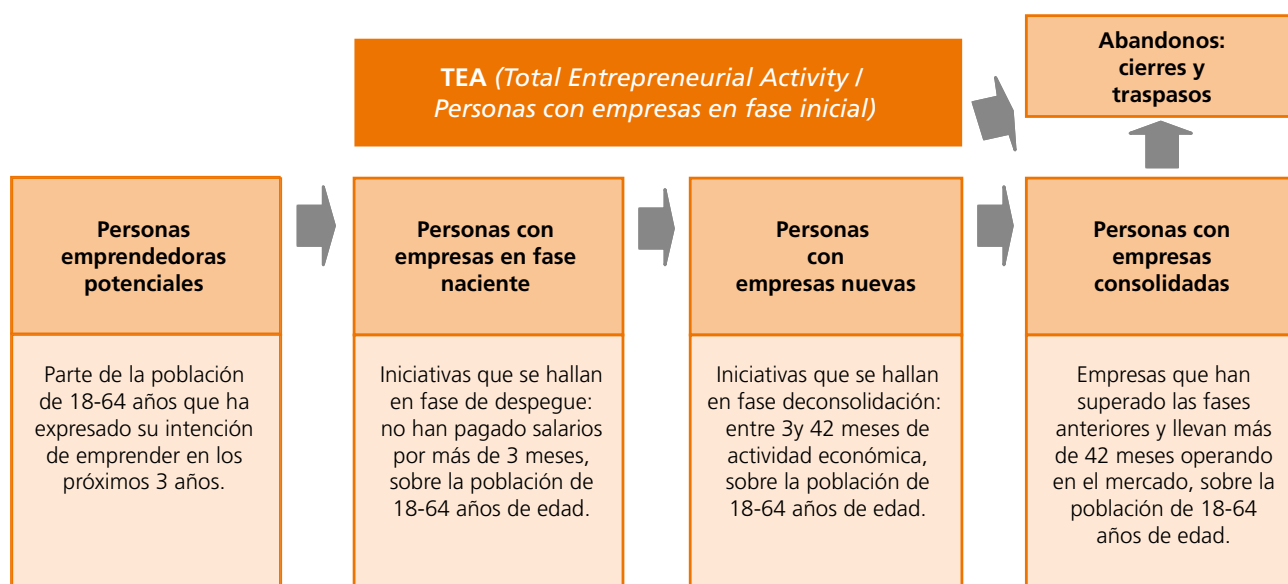 TEA (Total Entrepreneurial Activity /
Personas con empresas en fase inicial)
Abandonos:
cierres y
traspasos
Personas
emprendedoras
potenciales
Parte de la población
de 18-64 años que ha
expresado su intención
de emprender en los
próximos 3 años.
Personas con
empresas en fase
naciente
Iniciativas que se hallan
en fase de despegue:
no han pagado salarios
por más de 3 meses,
sobre la población de
18-64 años de edad.
Personas
con
empresas nuevas
Iniciativas que se hallan
en fase deconsolidación:
entre 3y 42 meses de
actividad económica,
sobre la población de
18-64 años de edad.
Personas con
empresas
consolidadas
Empresas que han
superado las fases
anteriores y llevan más
de 42 meses operando
en el mercado, sobre la
población de 18-64
años de edad.